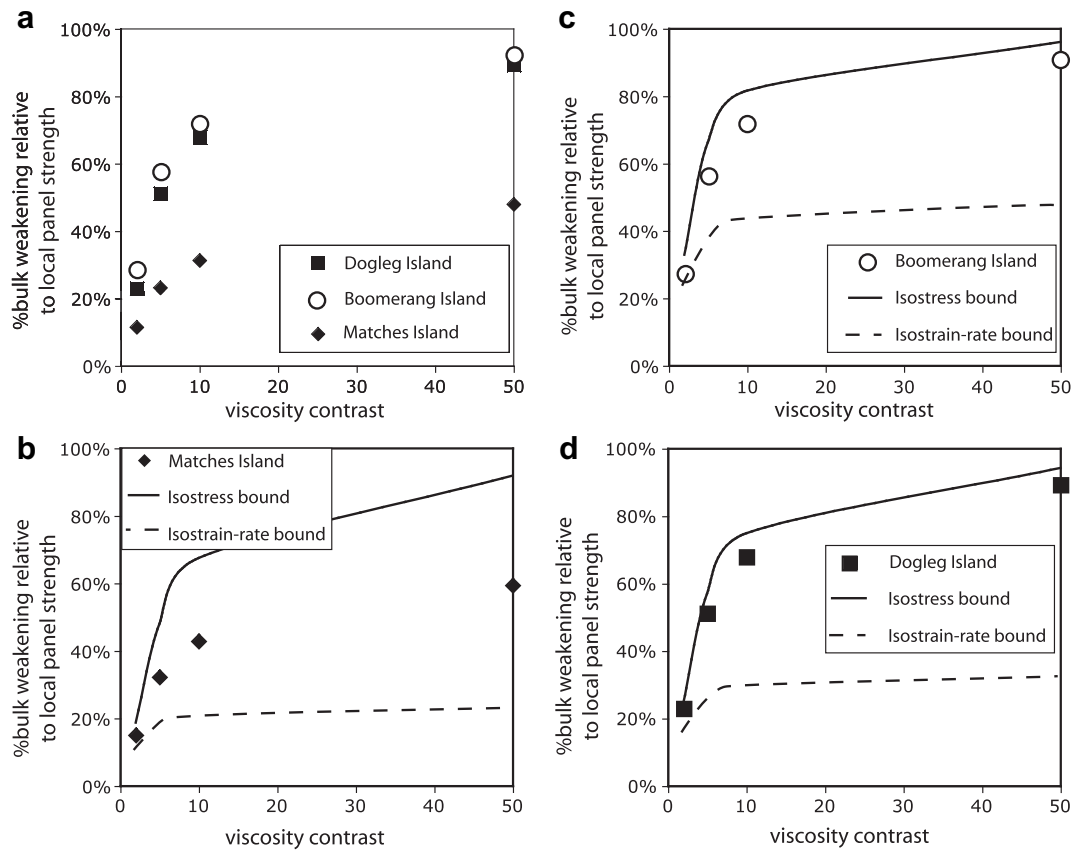 a
%bulk weakening relative
to local panel strength
100%
80%
60%
40%
20%
0%
Dogleg Island
Boomerang Island
Matches Island
0 10 20 30 40 50
viscosity contrast
c
%bulk weakening relative
to local panel strength
100%
80%
60%
40%
20%
0%
Boomerang Island
Isostress bound
Isostrain-rate bound
0 10 20 30 40 50
viscosity contrast
b
%bulk weakening relative
to local panel strength
100%
80%
60%
40%
20%
0%
Matches Island
Isostress bound
Isostrain-rate bound
0 10 20 30 40 50
viscosity contrast
d
%bulk weakening relative
to local panel strength
100%
80%
60%
40%
20%
0%
Dogleg Island
Isostress bound
Isostrain-rate bound
0 10 20 30 40 50
viscosity contrast